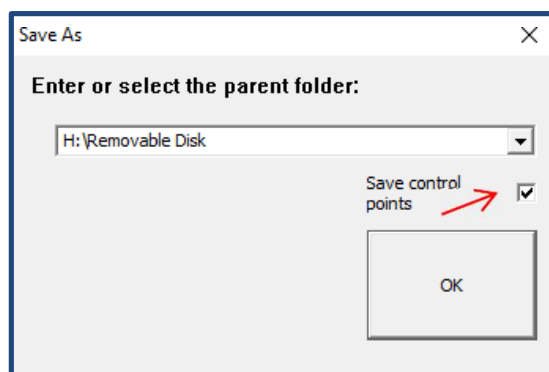 Save As
Enter or select the parent folder:
H:\Removable Disk
Save control
points
OK